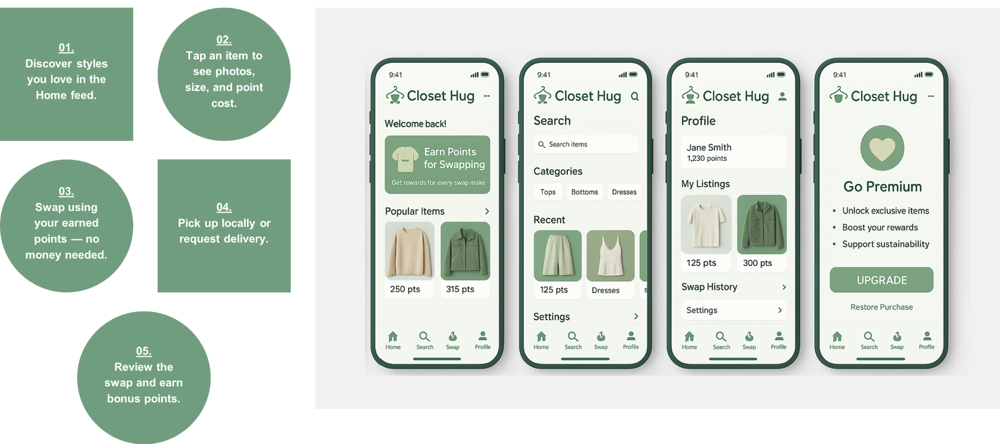 01.
Discover styles
you love in the
Home feed.
02.
Tap an item to
see photos,
size, and point
cost.
03.
Swap using
your earned
points — no
money needed.
04.
Pick up locally or
request delivery.
05.
Review the
swap and earn
bonus points.
9:41
Closet Hug
Welcome back!
Earn Points
for Swapping
Get rewards for every swap make
Popular Items
250 pts
315 pts
Home
Search
Swap
Profile
9:41
Closet Hug
Search
Search items
Categories
Tops
Bottoms
Dresses
Recent
125 pts
Dresses
s
Settings
Home
Search
Swap
Profile
9:41
Closet Hug
Profile
Jane Smith
1,230 points
My Listings
125 pts
300 pts
Swap History
Settings
Home
Search
Swap
Profile
9:41
Closet Hug
Go Premium
• Unlock exclusive items
• Boost your rewards
• Support sustainability
UPGRADE
Restore Purchase
Home
Search
Swap
Profile